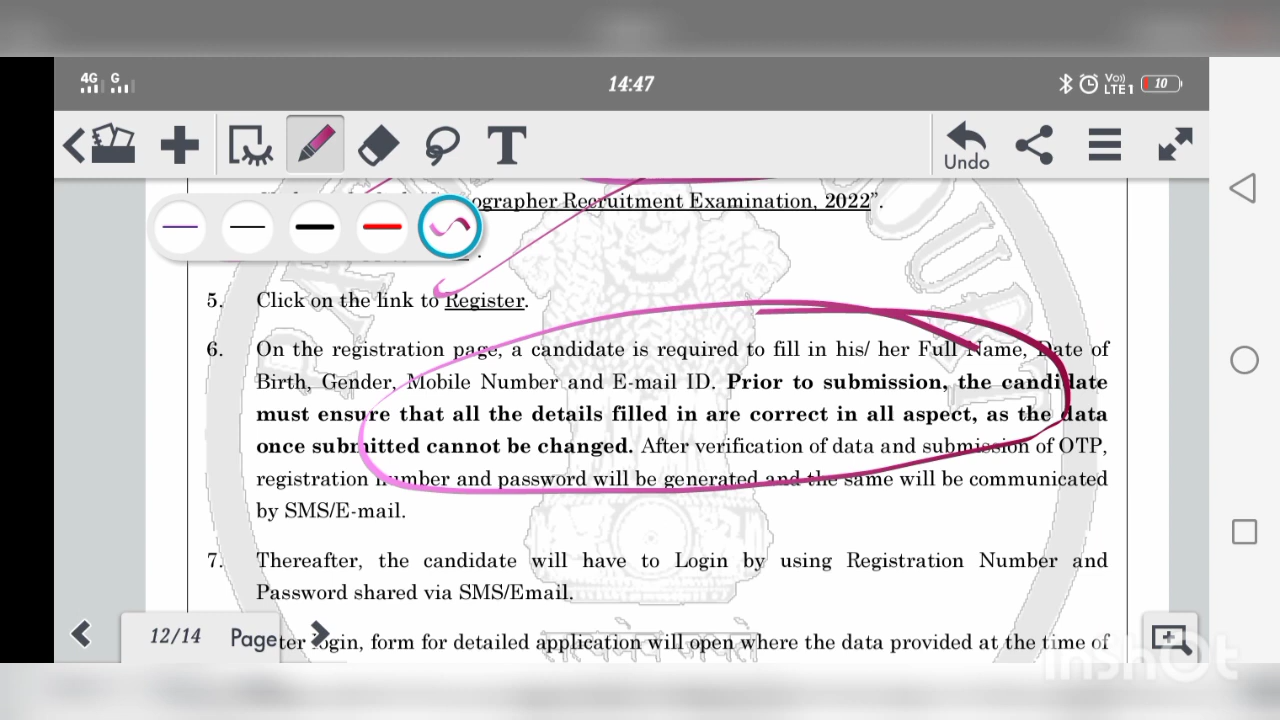 4G G 14:47 Vo)) LTE1 10
T Undo
ographer Recruitment Examination, 2022”.
5. Click on the link to Register.
6. On the registration page, a candidate is required to fill in his/ her Full Name, Date of
Birth, Gender, Mobile Number and E-mail ID. Prior to submission, the candidate
must ensure that all the details filled in are correct in all aspect, as the data
once submitted cannot be changed. After verification of data and submission of OTP,
registration number and password will be generated and the same will be communicated
by SMS/E-mail.
7. Thereafter, the candidate will have to Login by using Registration Number and
Password shared via SMS/Email.
12/14 Page
ter login, form for detailed application will open where the data provided at the time of
InShOt